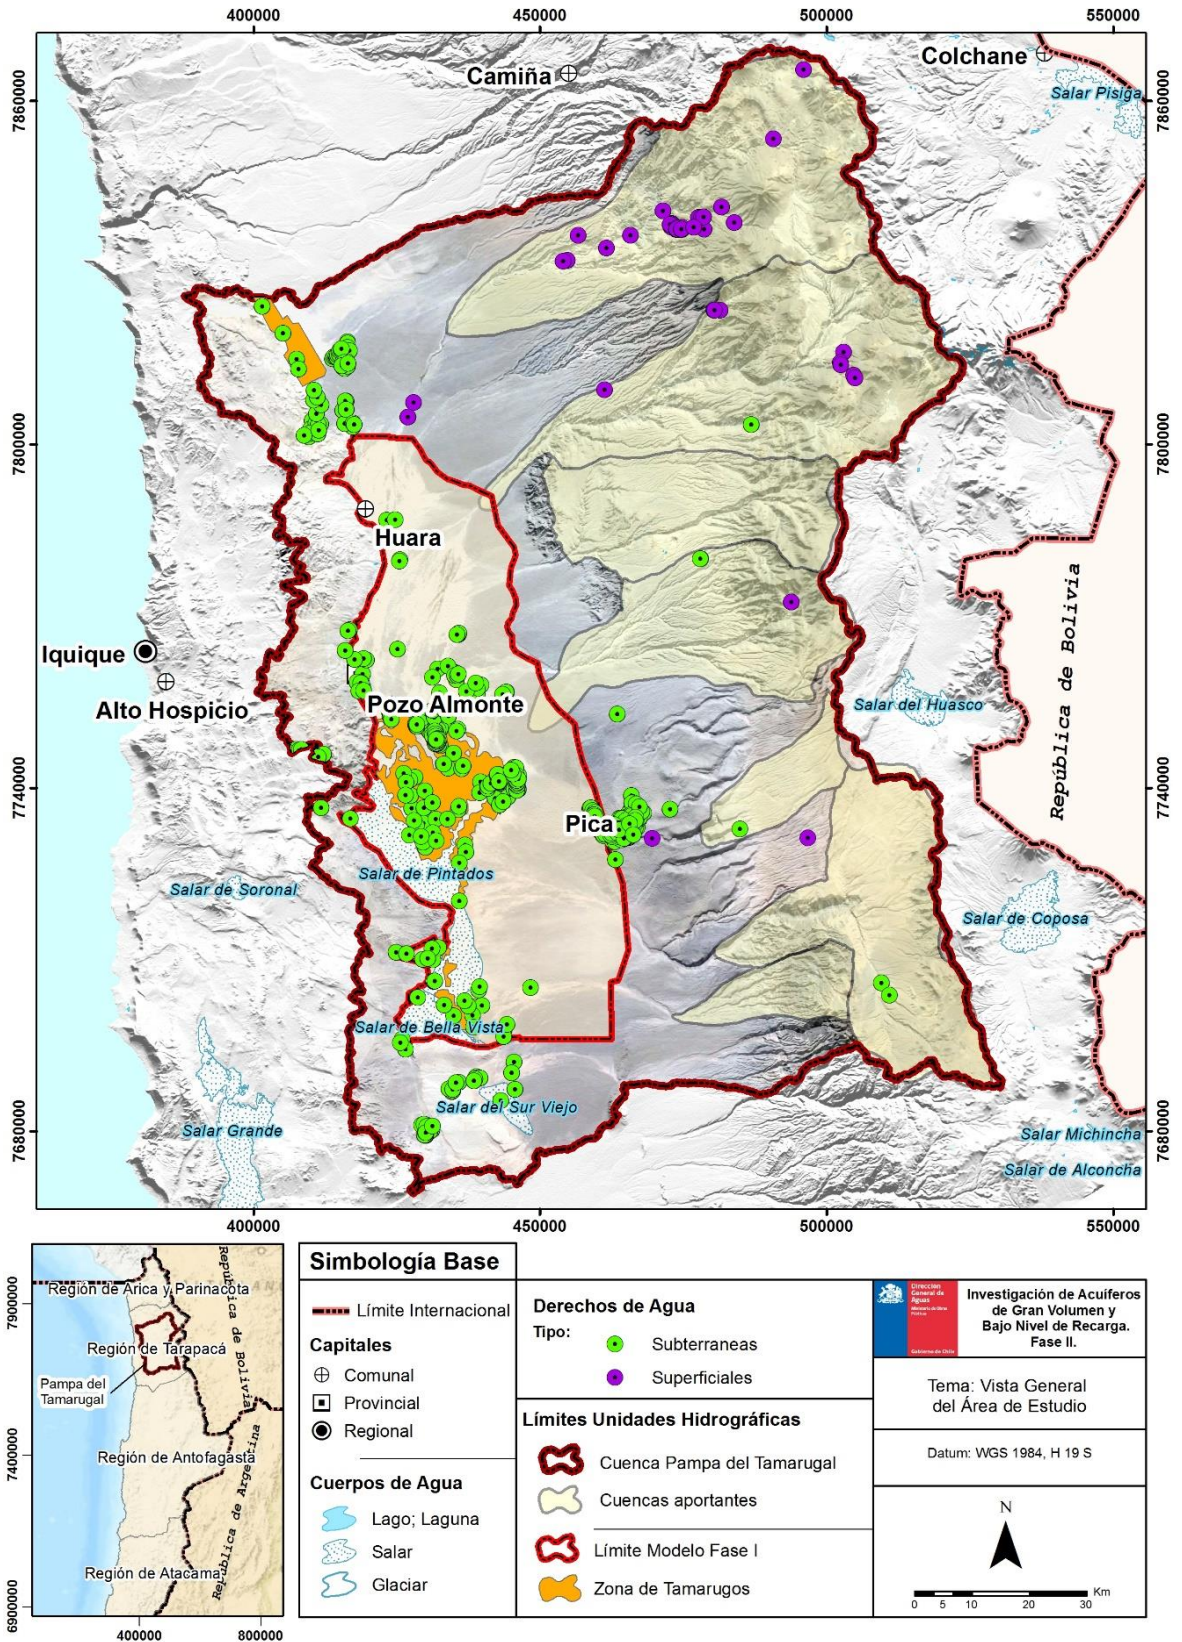 400000
450000
500000
550000
7860000
7800000
7740000
7680000
7860000
7800000
7740000
7680000
Camiña
Colchane
Salar Pisiga
Huara
Iquique
Alto Hospicio
Pozo Almonte
Salar del Huasco
República de Bolivia
Pica
Salar de Pintados
Salar de Soronal
Salar de Coposa
Salar de Bella Vista
Salar del Sur Viejo
Salar Grande
Salar Michincha
Salar de Alconcha
400000
450000
500000
550000
7900000
7400000
6900000
Región de Arica y Parinacota
República de Bolivia
Región de Tarapacá
Pampa del
Tamarugal
Región de Antofagasta
República de Argentina
Región de Atacama
400000
800000
Simbología Base
Límite Internacional
Capitales
Comunal
Provincial
Regional
Cuerpos de Agua
Lago; Laguna
Salar
Glaciar
Derechos de Agua
Tipo:
Subterraneas
Superficiales
Límites Unidades Hidrográficas
Cuenca Pampa del Tamarugal
Cuencas aportantes
Límite Modelo Fase I
Zona de Tamarugos
Dirección
General de
Aguas
Gobierno de Chile
Investigación de Acuíferos
de Gran Volumen y
Bajo Nivel de Recarga.
Fase II.
Tema: Vista General
del Área de Estudio
Datum: WGS 1984, H 19 S
N
Km
0 5 10 20 30